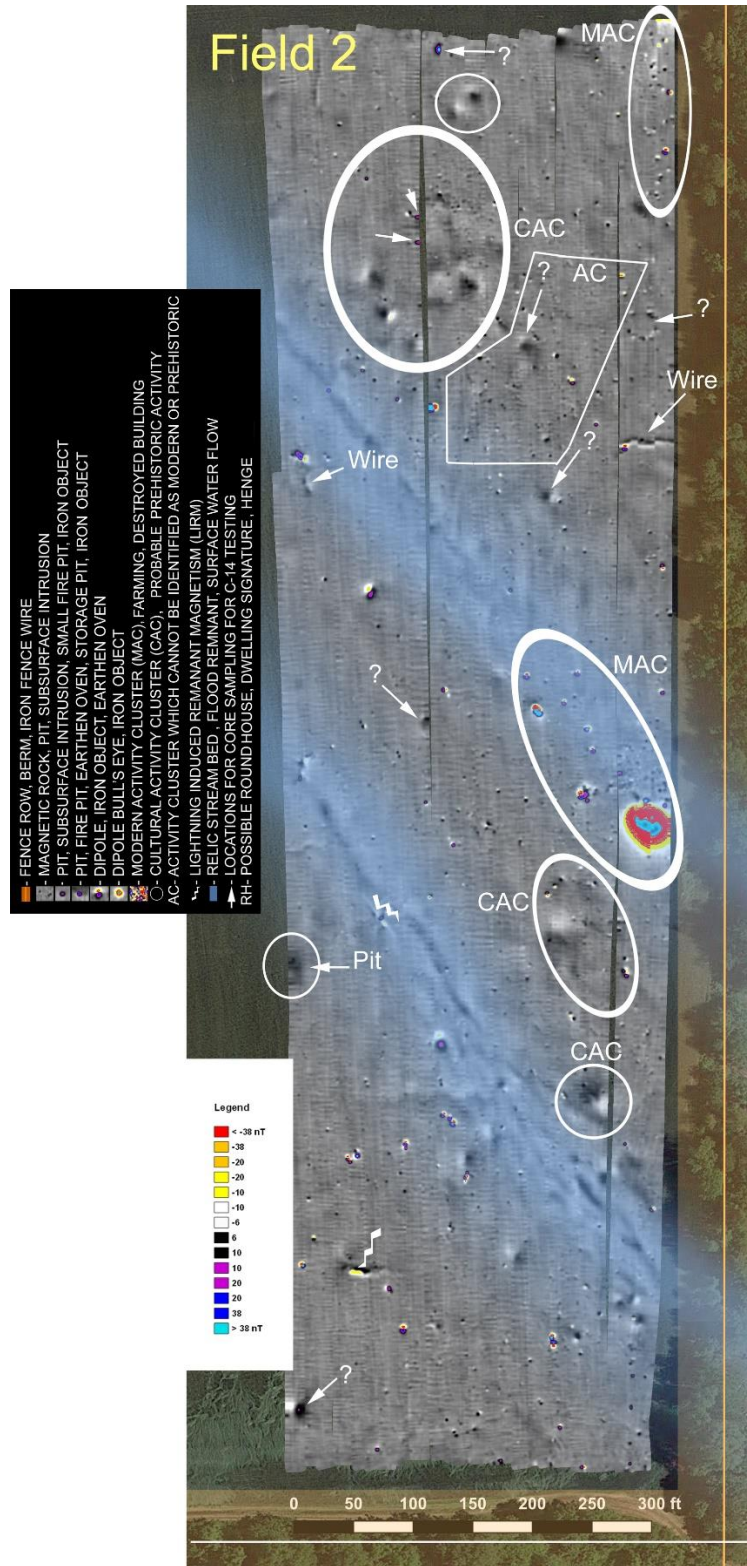 Field 2
MAC
?
CAC
?
AC
?
Wire
Wire
?
MAC
?
CAC
Pit
CAC
?
FENCE ROW, BERM, IRON FENCE WIRE
MAGNETIC ROCK, PIT, SUBSURFACE INTRUSION
PIT, SUBSURFACE INTRUSION, SMALL FIRE PIT, IRON OBJECT
PIT, FIRE PIT, EARTHEN OVEN, STORAGE PIT, IRON OBJECT
DIPOLE, IRON OBJECT, EARTHEN OVEN
DIPOLE BULL'S EYE, IRON OBJECT
MODERN ACTIVITY CLUSTER (MAC), FARMING, DESTROYED BUILDING
CULTURAL ACTIVITY CLUSTER (CAC), PROBABLE PREHISTORIC ACTIVITY
AC- ACTIVITY CLUSTER WHICH CANNOT BE IDENTIFIED AS MODERN OR PREHISTORIC
- LIGHTNING INDUCED REMANANT MAGNETISM (LIRM)
- RELIC STREAM BED, FLOOD REMNANT, SURFACE WATER FLOW
- LOCATIONS FOR CORE SAMPLING FOR C-14 TESTING
RH- POSSIBLE ROUND HOUSE, DWELLING SIGNATURE, HENGE
Legend
< -38 nT
-38
-20
-20
-10
-10
-6
6
10
10
20
20
38
> 38 nT
0 50 100 150 200 250 300 ft